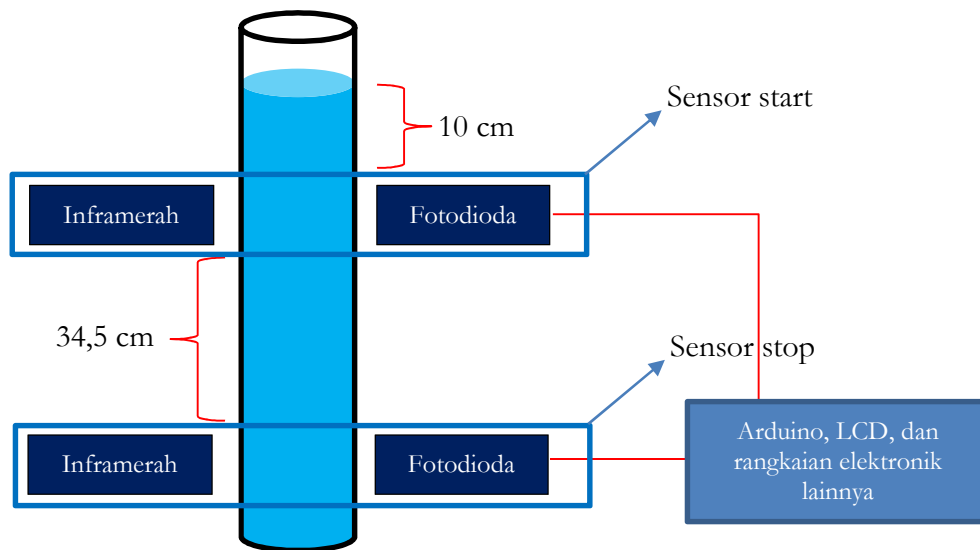 Sensor start
10 cm
Inframerah
Fotodioda
34,5 cm
Sensor stop
Inframerah
Fotodioda
Arduino, LCD, dan
rangkaian elektronik
lainnya